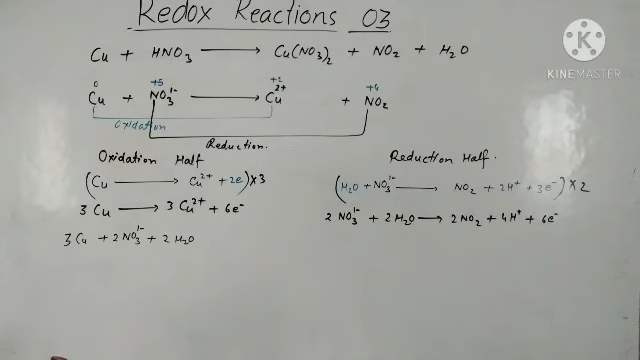 Redox Reactions 03
KINEMASTER
Cu + HNO₃ ⟶ Cu(NO₃)₂ + NO₂ + H₂O
0 +5 +2 +4
Cu + NO₃¹⁻ ⟶ Cu²⁺ + NO₂
Oxidation
Reduction.
Oxidation Half
(Cu ⟶ Cu²⁺ + 2e⁻) × 3
3 Cu ⟶ 3 Cu²⁺ + 6e⁻
3 Cu + 2 NO₃¹⁻ + 2 H₂O
Reduction Half.
(H₂O + NO₃¹⁻ ⟶ NO₂ + 2H⁺ + 3e⁻) × 2
2 NO₃¹⁻ + 2 H₂O ⟶ 2 NO₂ + 4H⁺ + 6e⁻